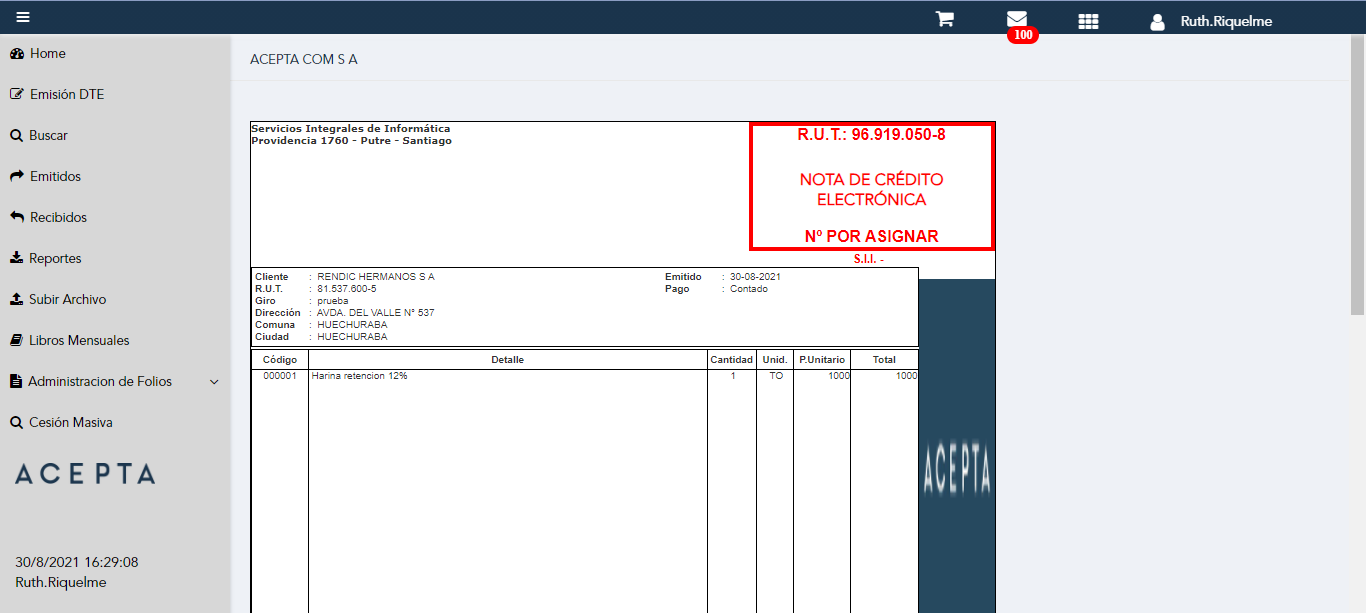 Ruth.Riquelme
100
Home
Emisión DTE
Buscar
Emitidos
Recibidos
Reportes
Subir Archivo
Libros Mensuales
Administracion de Folios
Cesión Masiva
ACEPTA
30/8/2021 16:29:08
Ruth.Riquelme
ACEPTA COM S A
Servicios Integrales de Informática
Providencia 1760 - Putre - Santiago
R.U.T.: 96.919.050-8
NOTA DE CRÉDITO
ELECTRÓNICA
Nº POR ASIGNAR
S.I.I. -
Cliente : RENDIC HERMANOS S A Emitido : 30-08-2021
R.U.T. : 81.537.600-5 Pago : Contado
Giro : prueba
Dirección : AVDA. DEL VALLE N° 537
Comuna : HUECHURABA
Ciudad : HUECHURABA
Código Detalle Cantidad Unid. P.Unitario Total
000001 Harina retencion 12% 1 TO 1000 1000
ACEPTA